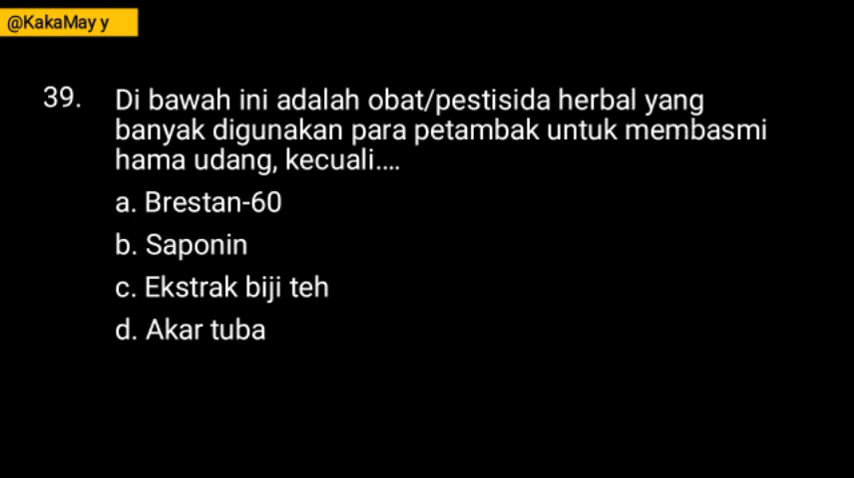 @KakaMay y
39. Di bawah ini adalah obat/pestisida herbal yang
banyak digunakan para petambak untuk membasmi
hama udang, kecuali....
a. Brestan-60
b. Saponin
c. Ekstrak biji teh
d. Akar tuba